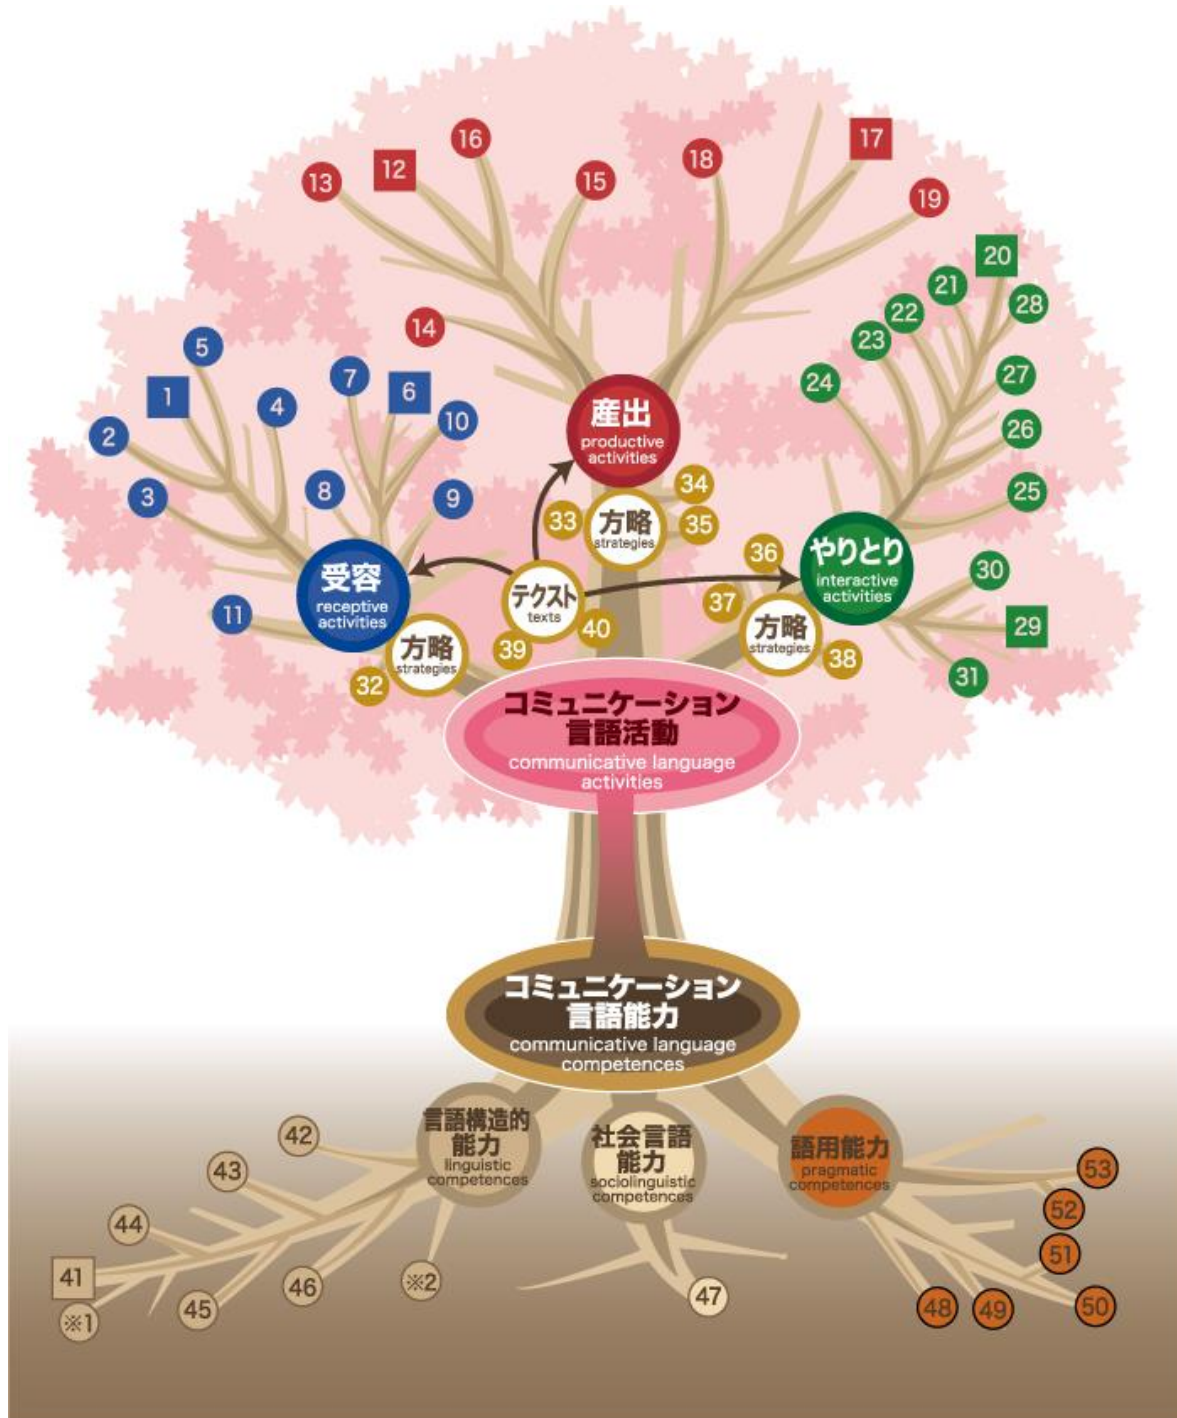 16
17
12
18
13
15
19
20
21
28
22
14
23
5
7
6
27
24
1
4
10
産出
productive
activities
26
2
34
8
9
25
3
33
方略
strategies
35
やりとり
interactive
activities
36
受容
receptive
activities
テクスト
texts
30
37
11
40
方略
strategies
29
方略
strategies
39
38
32
31
コミュニケーション
言語活動
communicative language
activities
コミュニケーション
言語能力
communicative language
competences
言語構造的
能力
linguistic
competences
社会言語
能力
sociolinguistic
competences
語用能力
pragmatic
competences
42
43
53
44
52
51
41
46
※2
47
※1
45
48
49
50